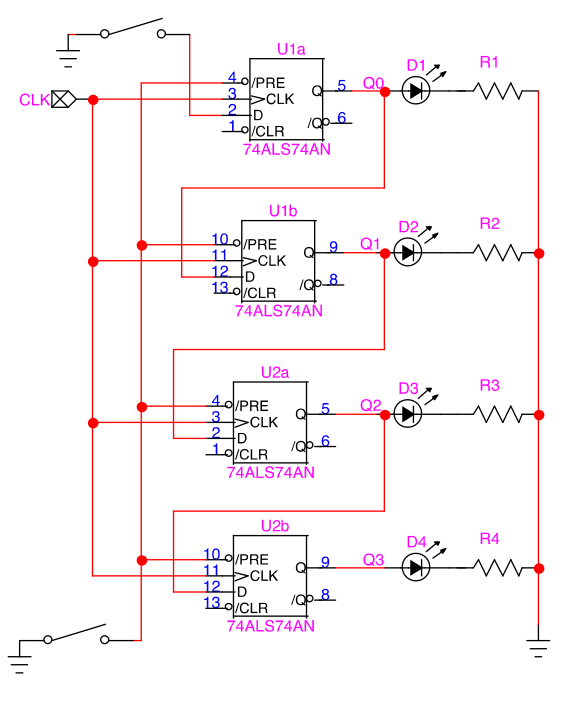 U1a
4 /PRE
CLK 3 CLK
2 D
1 /CLR
Q 5 Q0 D1 R1
/Q 6
74ALS74AN
U1b
10 /PRE
11 CLK
12 D
13 /CLR
Q 9 Q1 D2 R2
/Q 8
74ALS74AN
U2a
4 /PRE
3 CLK
2 D
1 /CLR
Q 5 Q2 D3 R3
/Q 6
74ALS74AN
U2b
10 /PRE
11 CLK
12 D
13 /CLR
Q 9 Q3 D4 R4
/Q 8
74ALS74AN